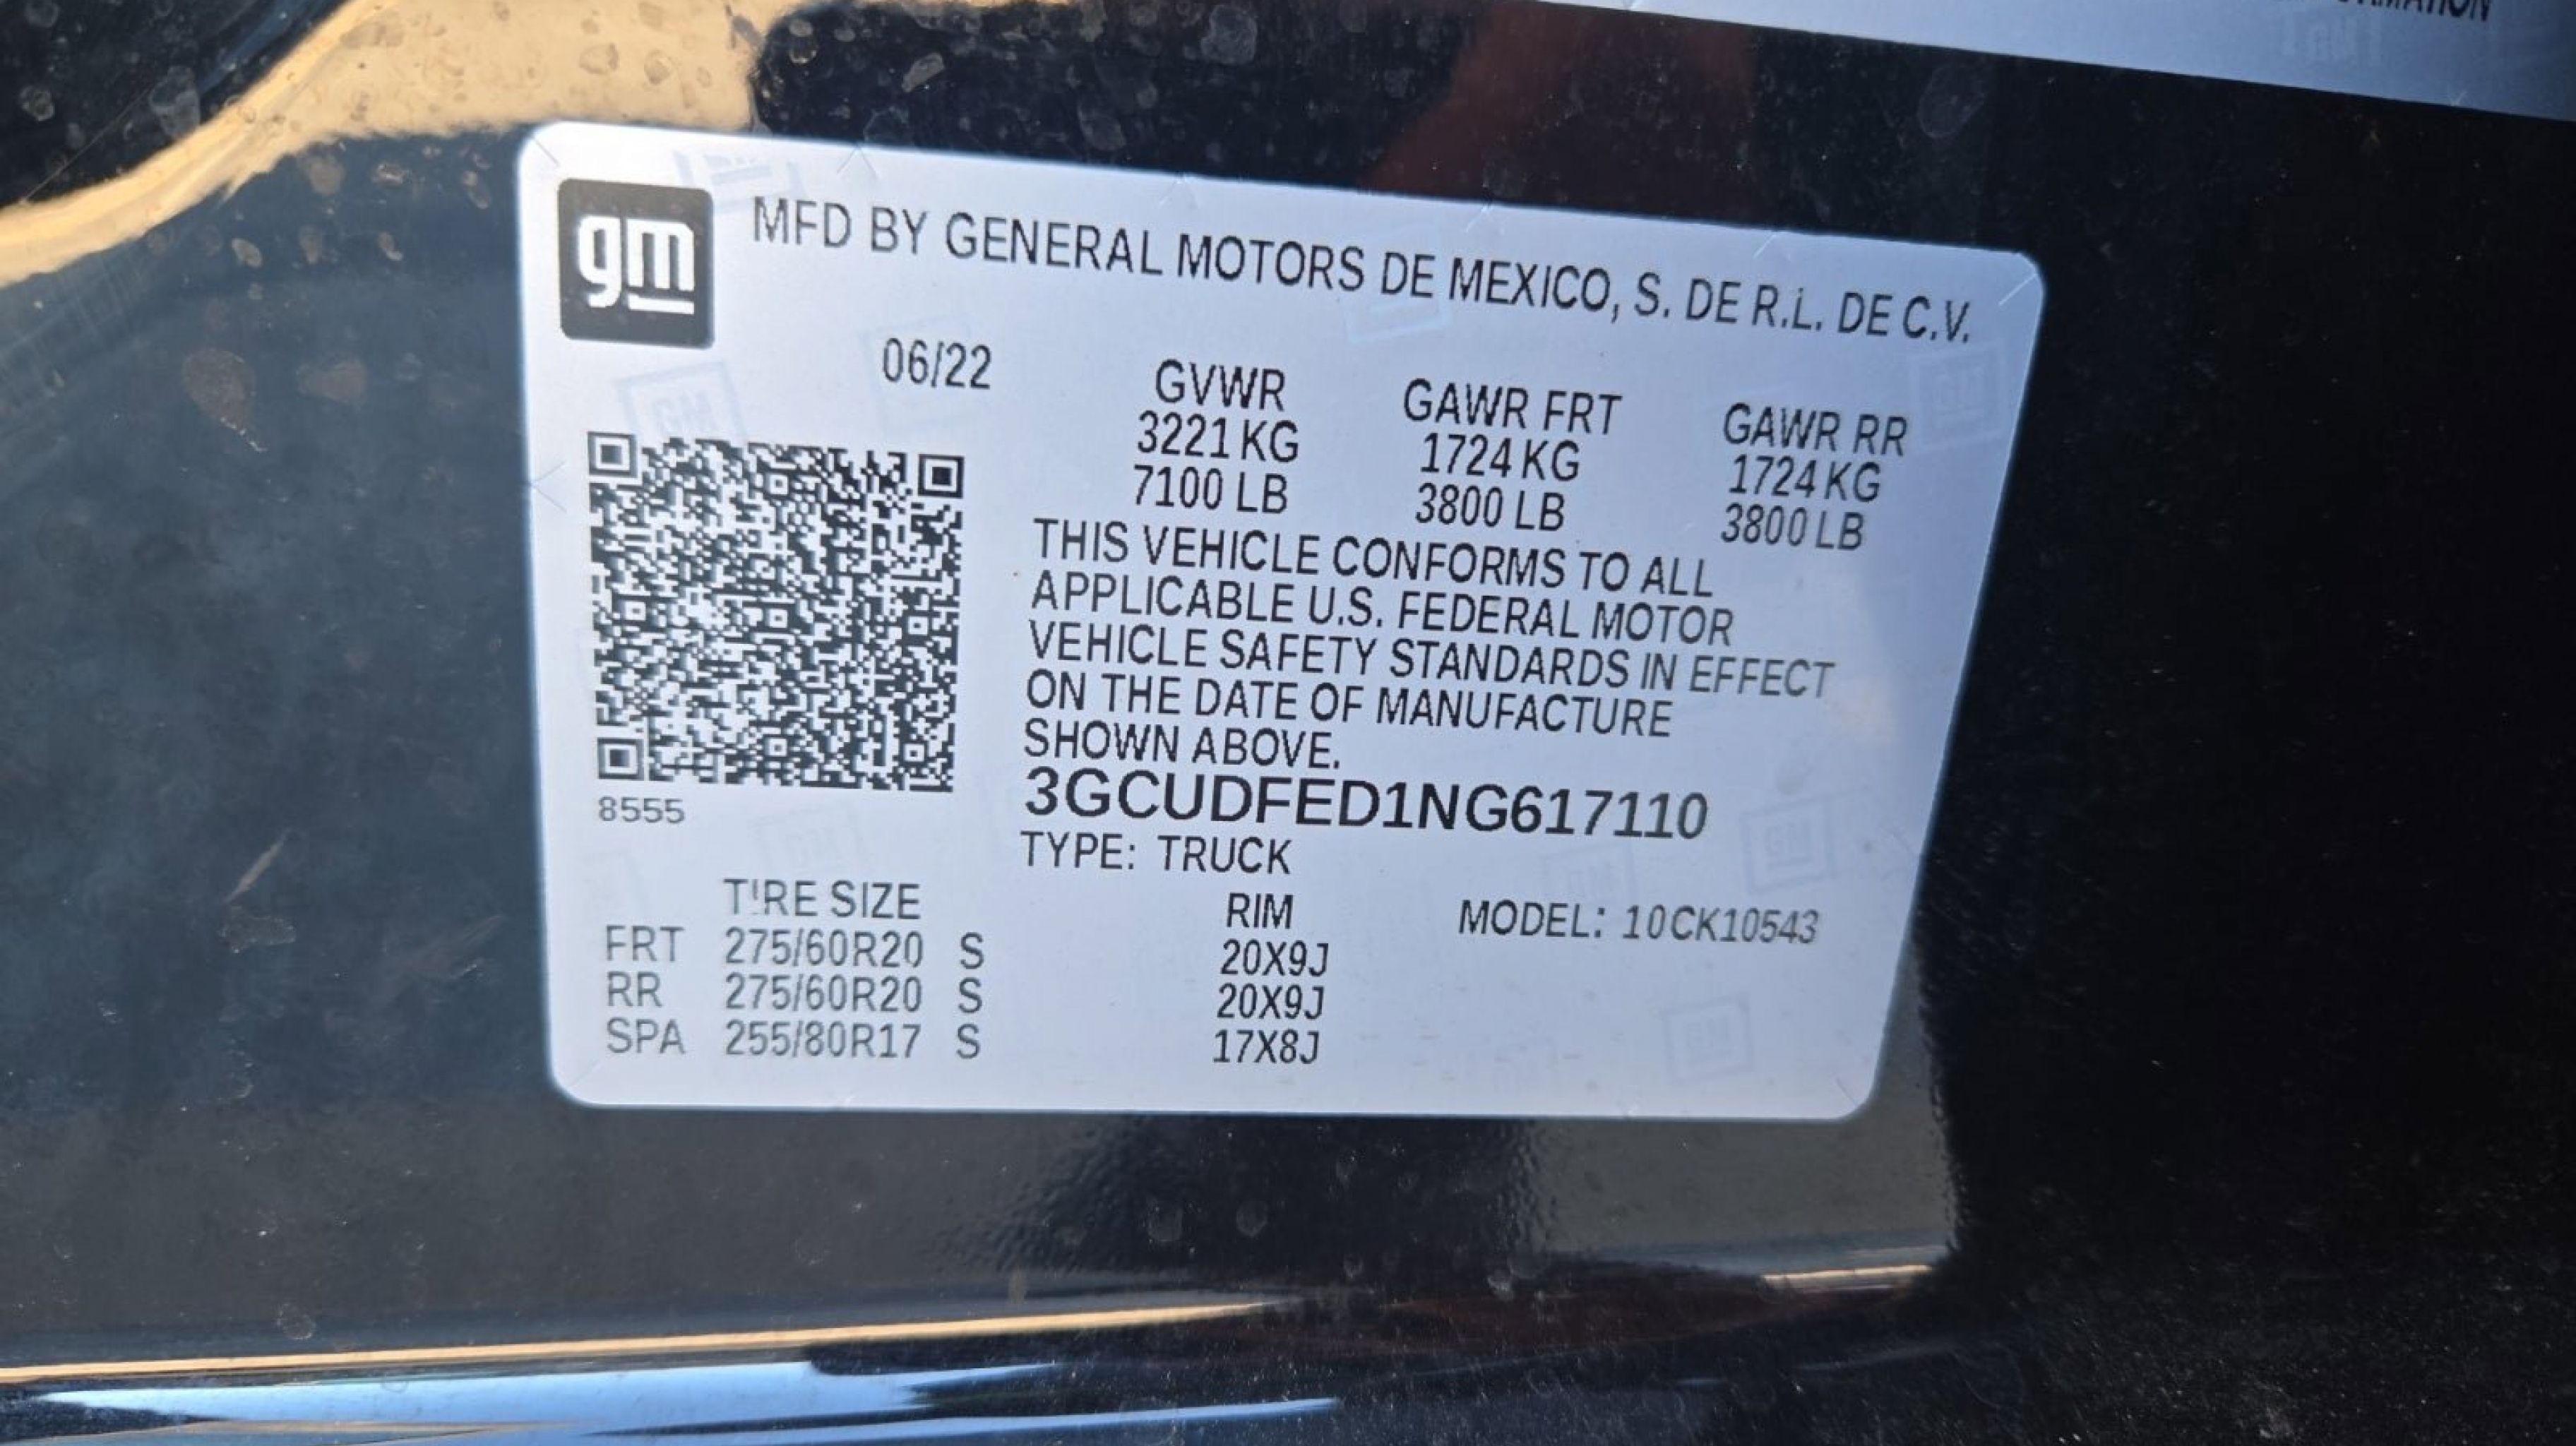 gm
MFD BY GENERAL MOTORS DE MEXICO, S. DE R.L. DE C.V.
06/22
GVWR GAWR FRT GAWR RR
3221 KG 1724 KG 1724 KG
7100 LB 3800 LB 3800 LB
THIS VEHICLE CONFORMS TO ALL
APPLICABLE U.S. FEDERAL MOTOR
VEHICLE SAFETY STANDARDS IN EFFECT
ON THE DATE OF MANUFACTURE
SHOWN ABOVE.
8555
3GCUDFED1NG617110
TYPE: TRUCK
TIRE SIZE RIM MODEL: 10CK10543
FRT 275/60R20 S 20X9J
RR 275/60R20 S 20X9J
SPA 255/80R17 S 17X8J